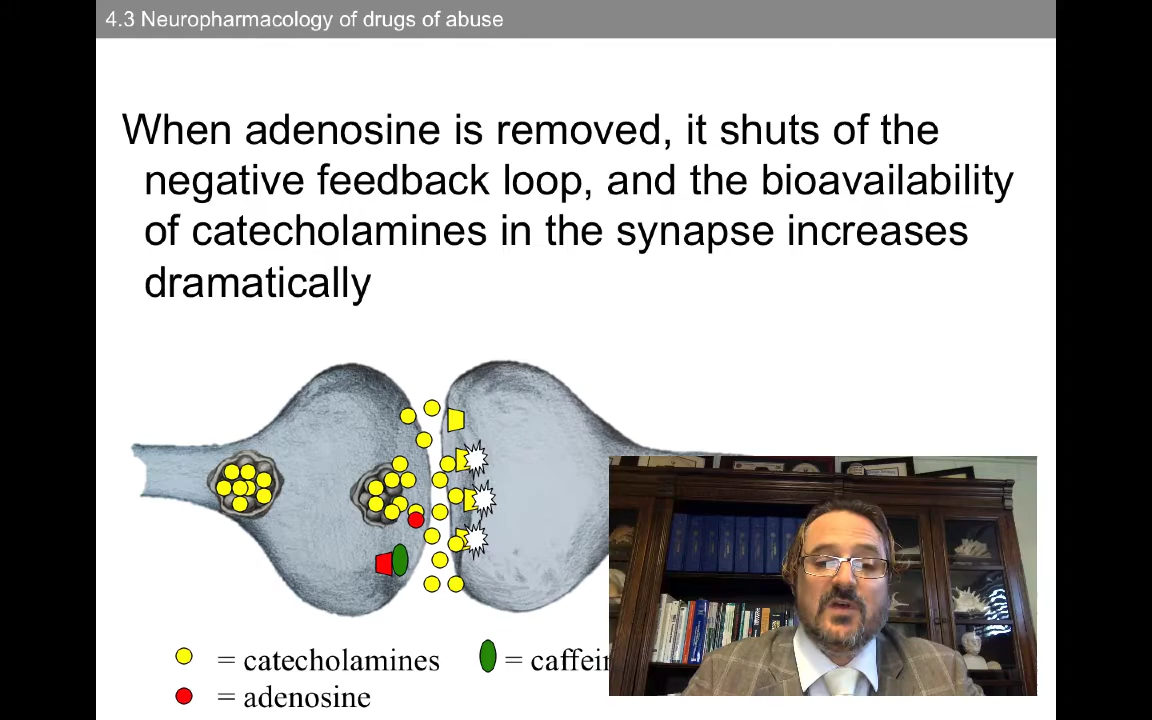 4.3 Neuropharmacology of drugs of abuse
When adenosine is removed, it shuts of the
negative feedback loop, and the bioavailability
of catecholamines in the synapse increases
dramatically
= catecholamines = caffein
= adenosine